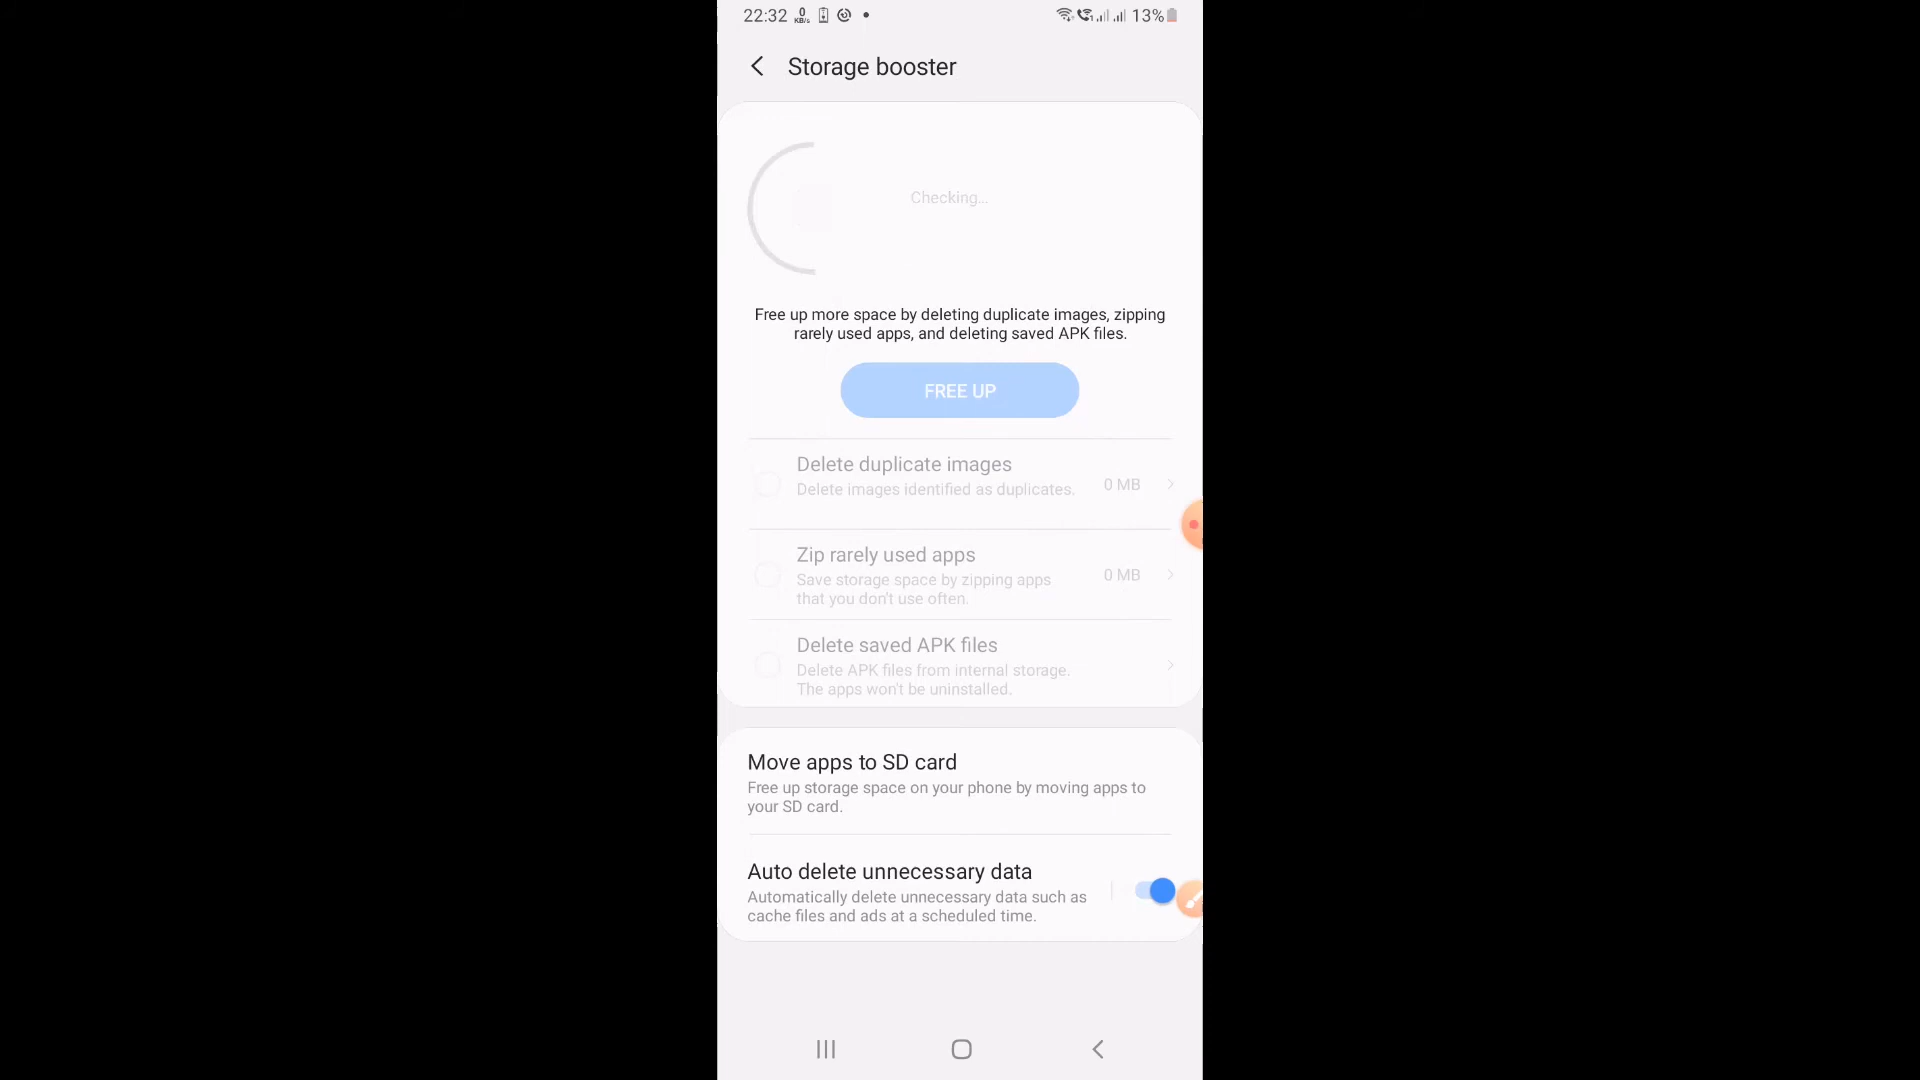 22:32 0 KB/s 13%
Storage booster
Checking...
Free up more space by deleting duplicate images, zipping
rarely used apps, and deleting saved APK files.
FREE UP
Delete duplicate images
Delete images identified as duplicates.
0 MB
Zip rarely used apps
Save storage space by zipping apps
that you don't use often.
0 MB
Delete saved APK files
Delete APK files from internal storage.
The apps won't be uninstalled.
Move apps to SD card
Free up storage space on your phone by moving apps to
your SD card.
Auto delete unnecessary data
Automatically delete unnecessary data such as
cache files and ads at a scheduled time.